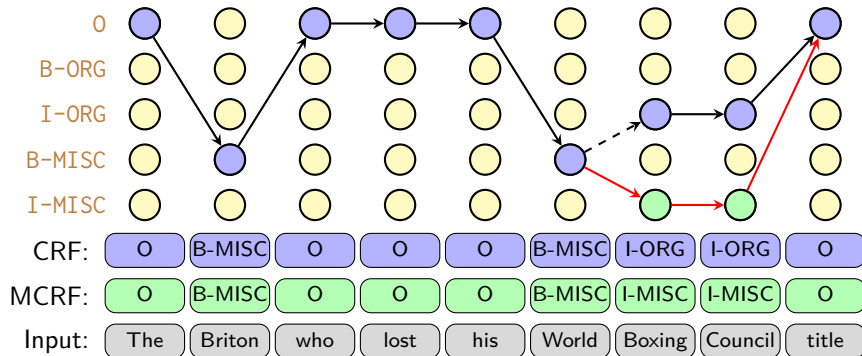 O
B-ORG
I-ORG
B-MISC
I-MISC
CRF: O B-MISC O O O B-MISC I-ORG I-ORG O
MCRF: O B-MISC O O O B-MISC I-MISC I-MISC O
Input: The Briton who lost his World Boxing Council title